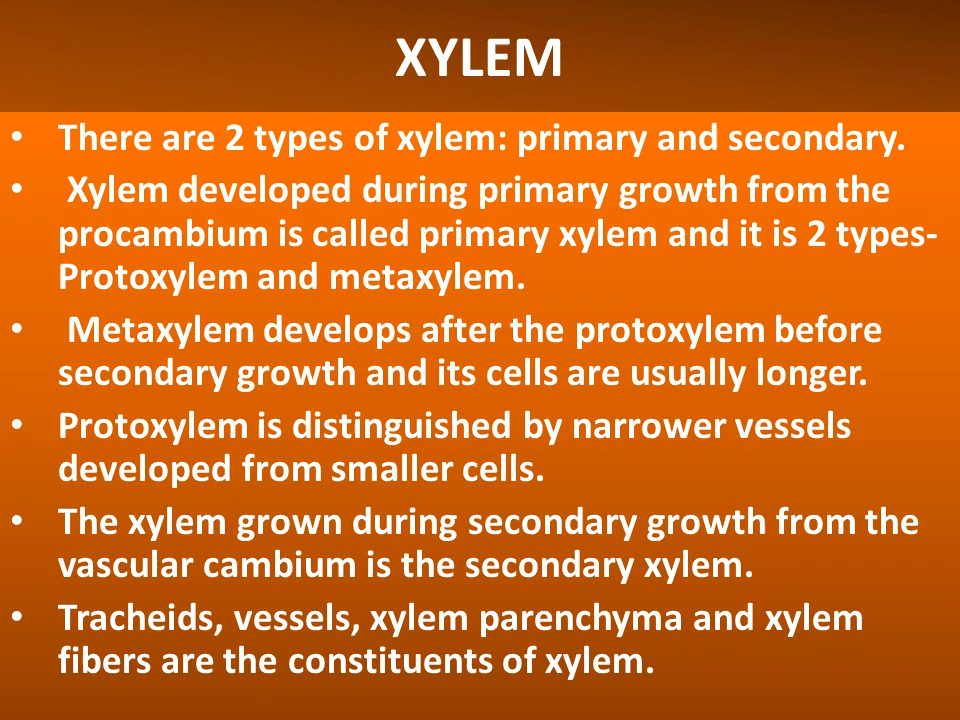 XYLEM
• There are 2 types of xylem: primary and secondary.
• Xylem developed during primary growth from the
procambium is called primary xylem and it is 2 types-
Protoxylem and metaxylem.
• Metaxylem develops after the protoxylem before
secondary growth and its cells are usually longer.
• Protoxylem is distinguished by narrower vessels
developed from smaller cells.
• The xylem grown during secondary growth from the
vascular cambium is the secondary xylem.
• Tracheids, vessels, xylem parenchyma and xylem
fibers are the constituents of xylem.